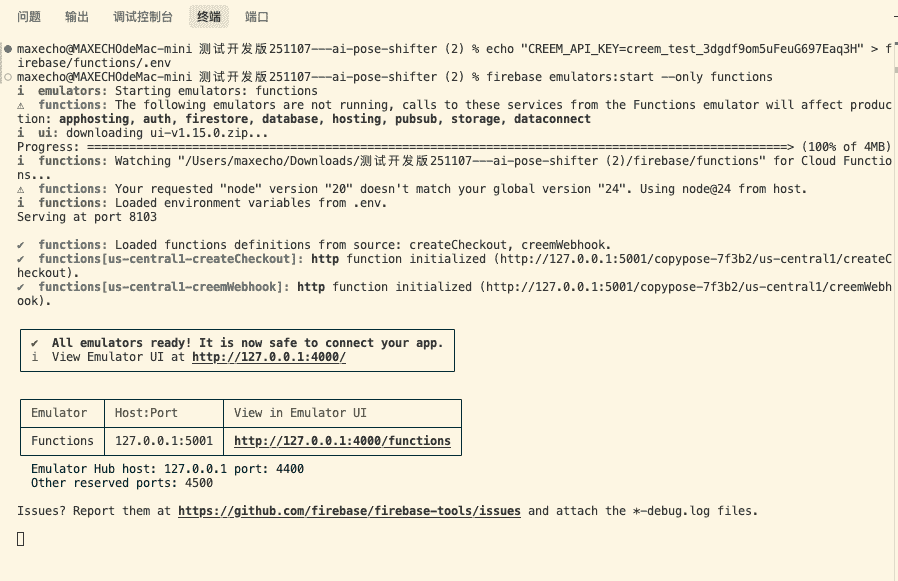 问题 输出 调试控制台 终端 端口
maxecho@MAXECHOdeMac-mini 测试开发版251107---ai-pose-shifter (2) % echo "CREEM_API_KEY=creem_test_3dgdf9om5uFeuG697Eaq3H" > f
irebase/functions/.env
maxecho@MAXECHOdeMac-mini 测试开发版251107---ai-pose-shifter (2) % firebase emulators:start --only functions
i emulators: Starting emulators: functions
⚠ functions: The following emulators are not running, calls to these services from the Functions emulator will affect produc
tion: apphosting, auth, firestore, database, hosting, pubsub, storage, dataconnect
i ui: downloading ui-v1.15.0.zip...
Progress: ====================================================================================================> (100% of 4MB)
i functions: Watching "/Users/maxecho/Downloads/测试开发版251107---ai-pose-shifter (2)/firebase/functions" for Cloud Functio
ns...
⚠ functions: Your requested "node" version "20" doesn't match your global version "24". Using node@24 from host.
i functions: Loaded environment variables from .env.
Serving at port 8103
✔ functions: Loaded functions definitions from source: createCheckout, creemWebhook.
✔ functions[us-central1-createCheckout]: http function initialized (http://127.0.0.1:5001/copypose-7f3b2/us-central1/createC
heckout).
✔ functions[us-central1-creemWebhook]: http function initialized (http://127.0.0.1:5001/copypose-7f3b2/us-central1/creemWebh
ook).
✔ All emulators ready! It is now safe to connect your app.
i View Emulator UI at http://127.0.0.1:4000/
Emulator Host:Port View in Emulator UI
Functions 127.0.0.1:5001 http://127.0.0.1:4000/functions
Emulator Hub host: 127.0.0.1 port: 4400
Other reserved ports: 4500
Issues? Report them at https://github.com/firebase/firebase-tools/issues and attach the *-debug.log files.